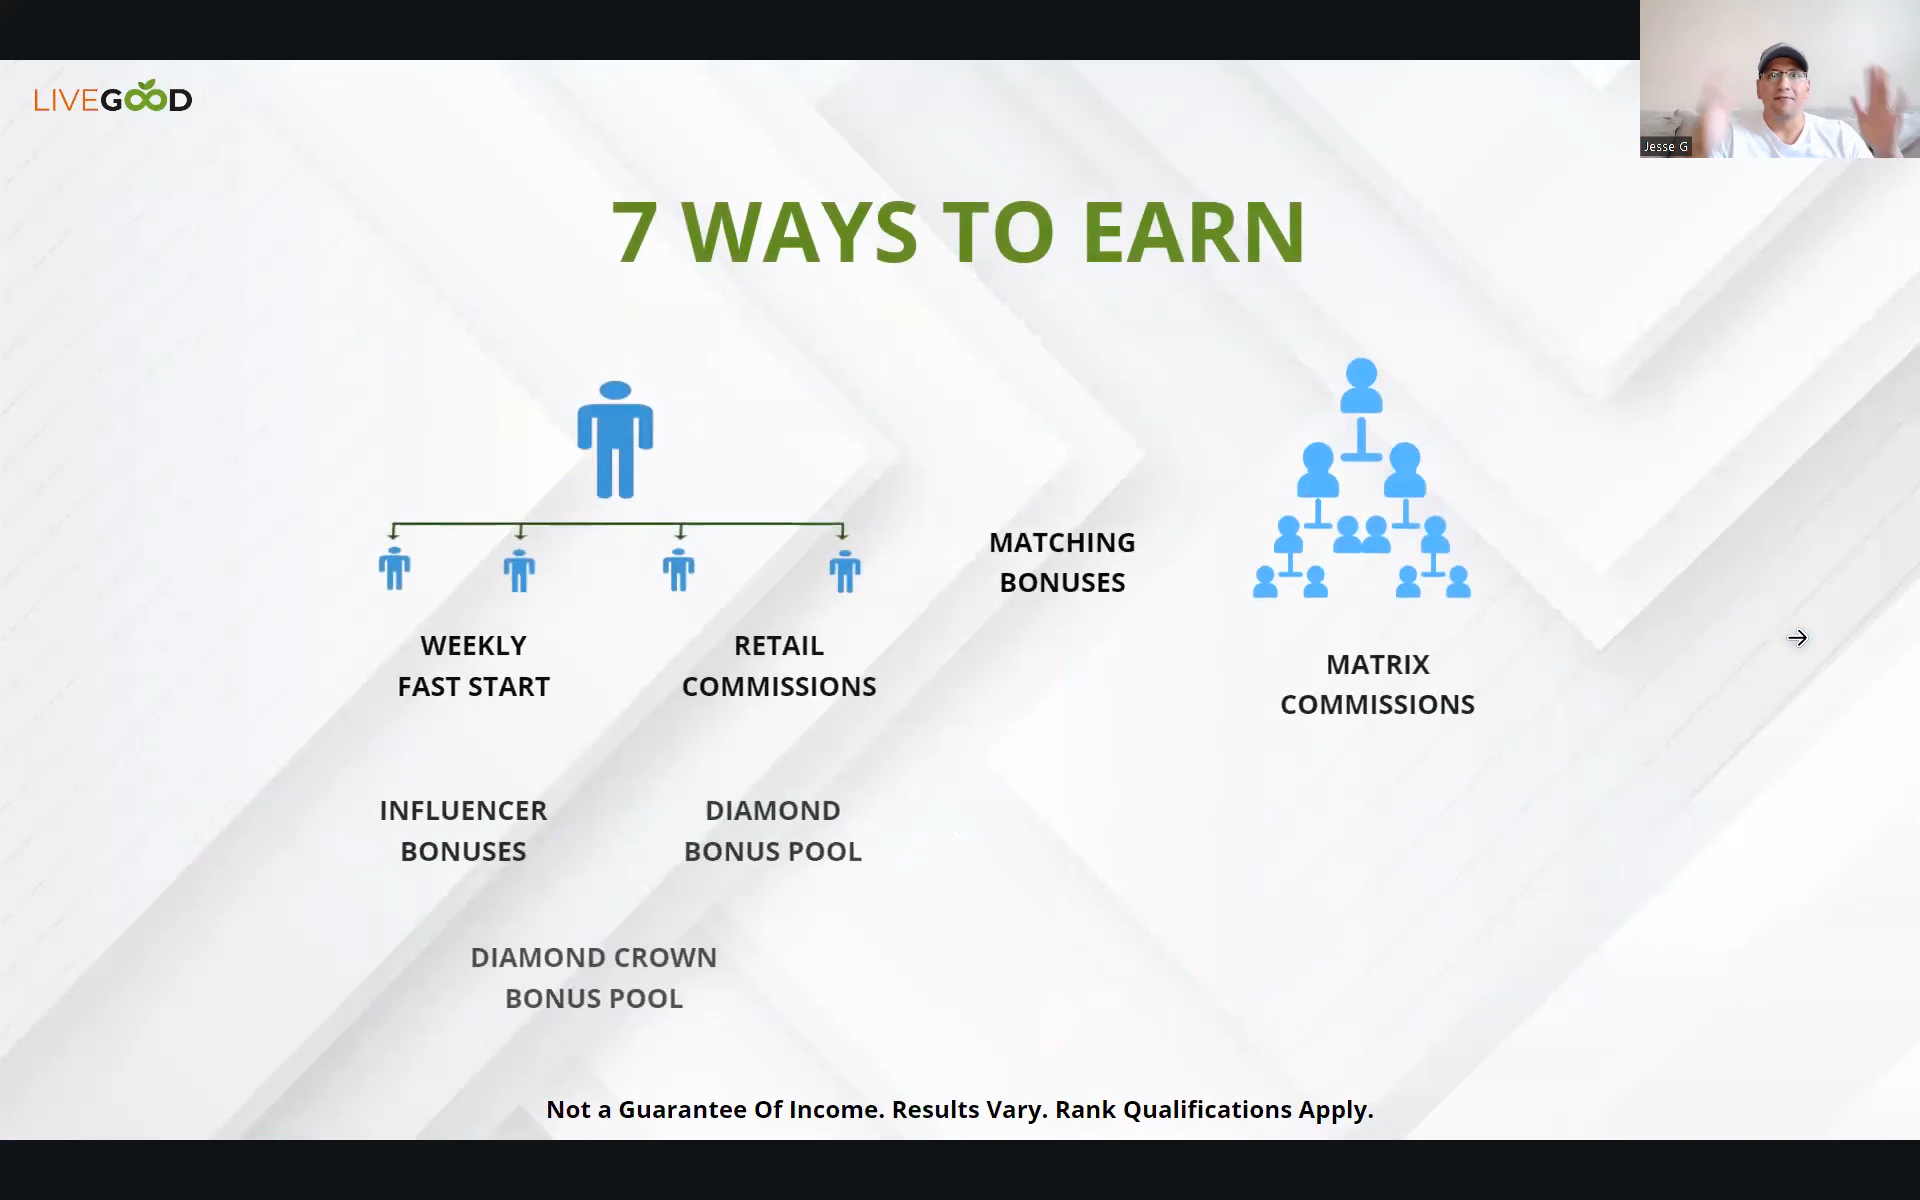 LIVEGOOD
Jesse G
7 WAYS TO EARN
WEEKLY
FAST START
RETAIL
COMMISSIONS
MATCHING
BONUSES
MATRIX
COMMISSIONS
INFLUENCER
BONUSES
DIAMOND
BONUS POOL
DIAMOND CROWN
BONUS POOL
Not a Guarantee Of Income. Results Vary. Rank Qualifications Apply.